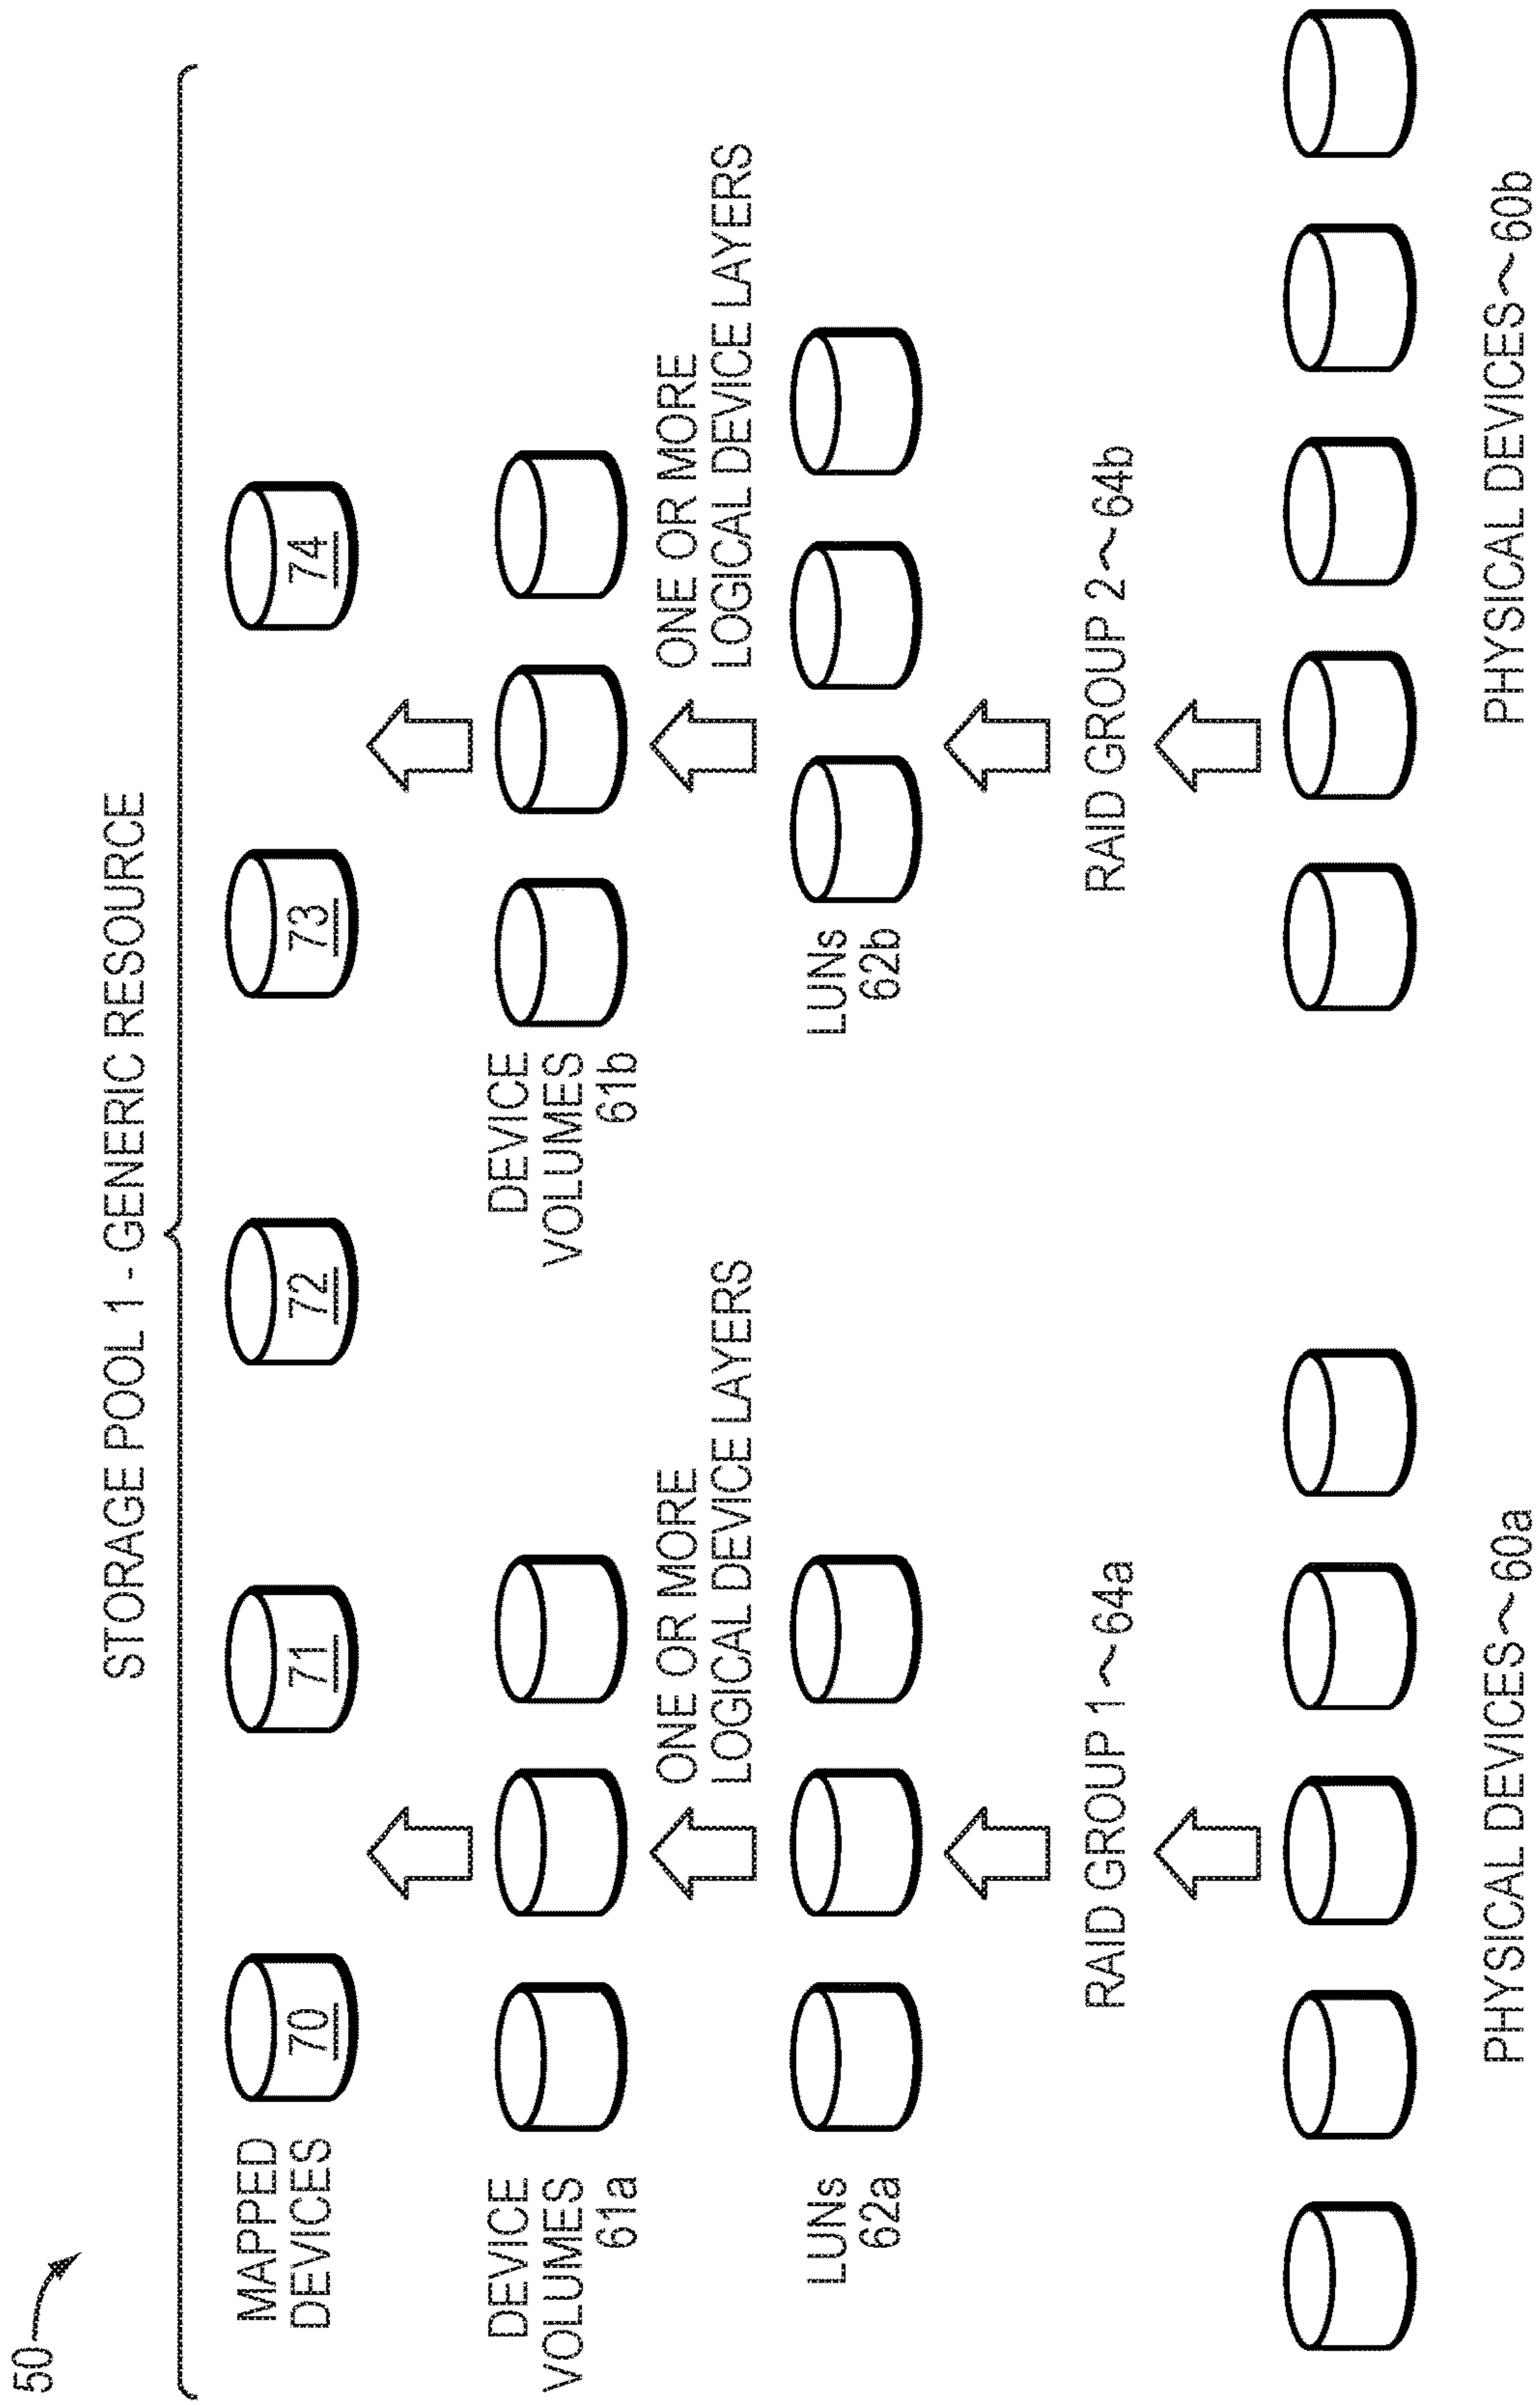 50
STORAGE POOL 1 - GENERIC RESOURCE
MAPPED
DEVICES
70
71
72
73
74
DEVICE
VOLUMES
61a
DEVICE
VOLUMES
61b
ONE OR MORE
LOGICAL DEVICE LAYERS
ONE OR MORE
LOGICAL DEVICE LAYERS
LUNs
62a
LUNs
62b
RAID GROUP 1~64a
RAID GROUP 2~64b
PHYSICAL DEVICES~60a
PHYSICAL DEVICES~60b